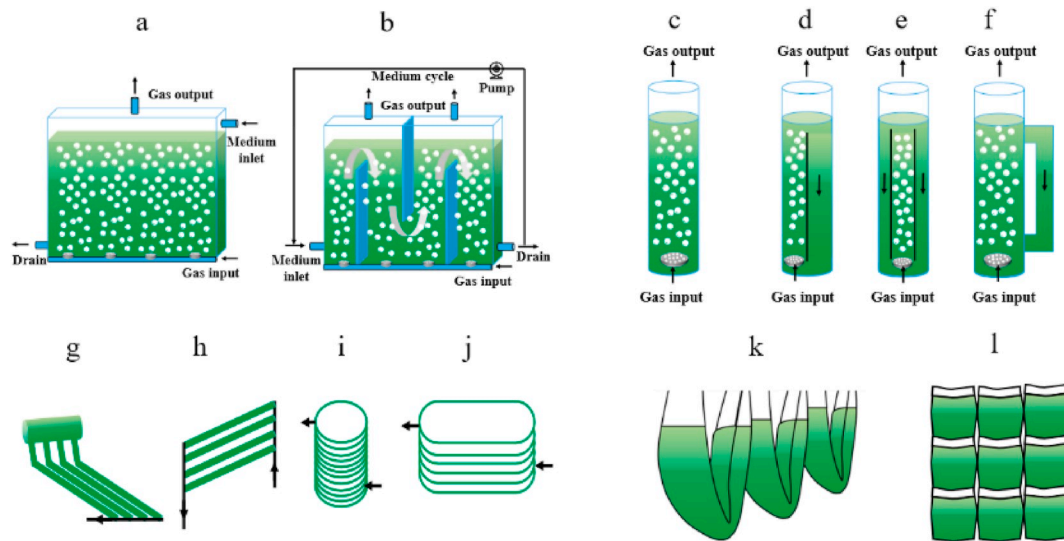 a
b
c
d
e
f
Gas output
Medium
inlet
Drain
Gas input
Medium cycle
Pump
Gas output
Medium
inlet
Drain
Gas input
Gas output
Gas output
Gas output
Gas output
Gas input
Gas input
Gas input
Gas input
g
h
i
j
k
l